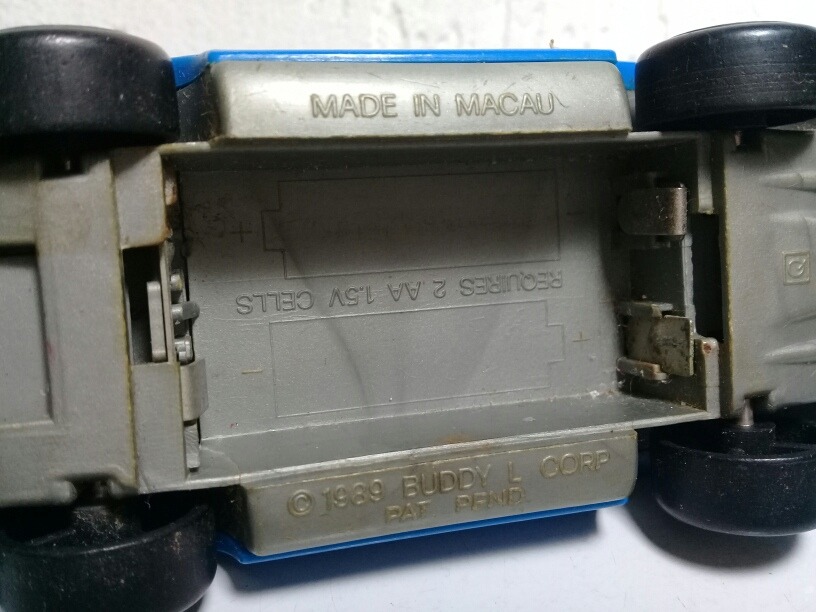 MADE IN MACAU
+ -
REQUIRES 2 AA 1.5V CELLS
- +
© 1989 BUDDY L CORP
PAT. PEND.